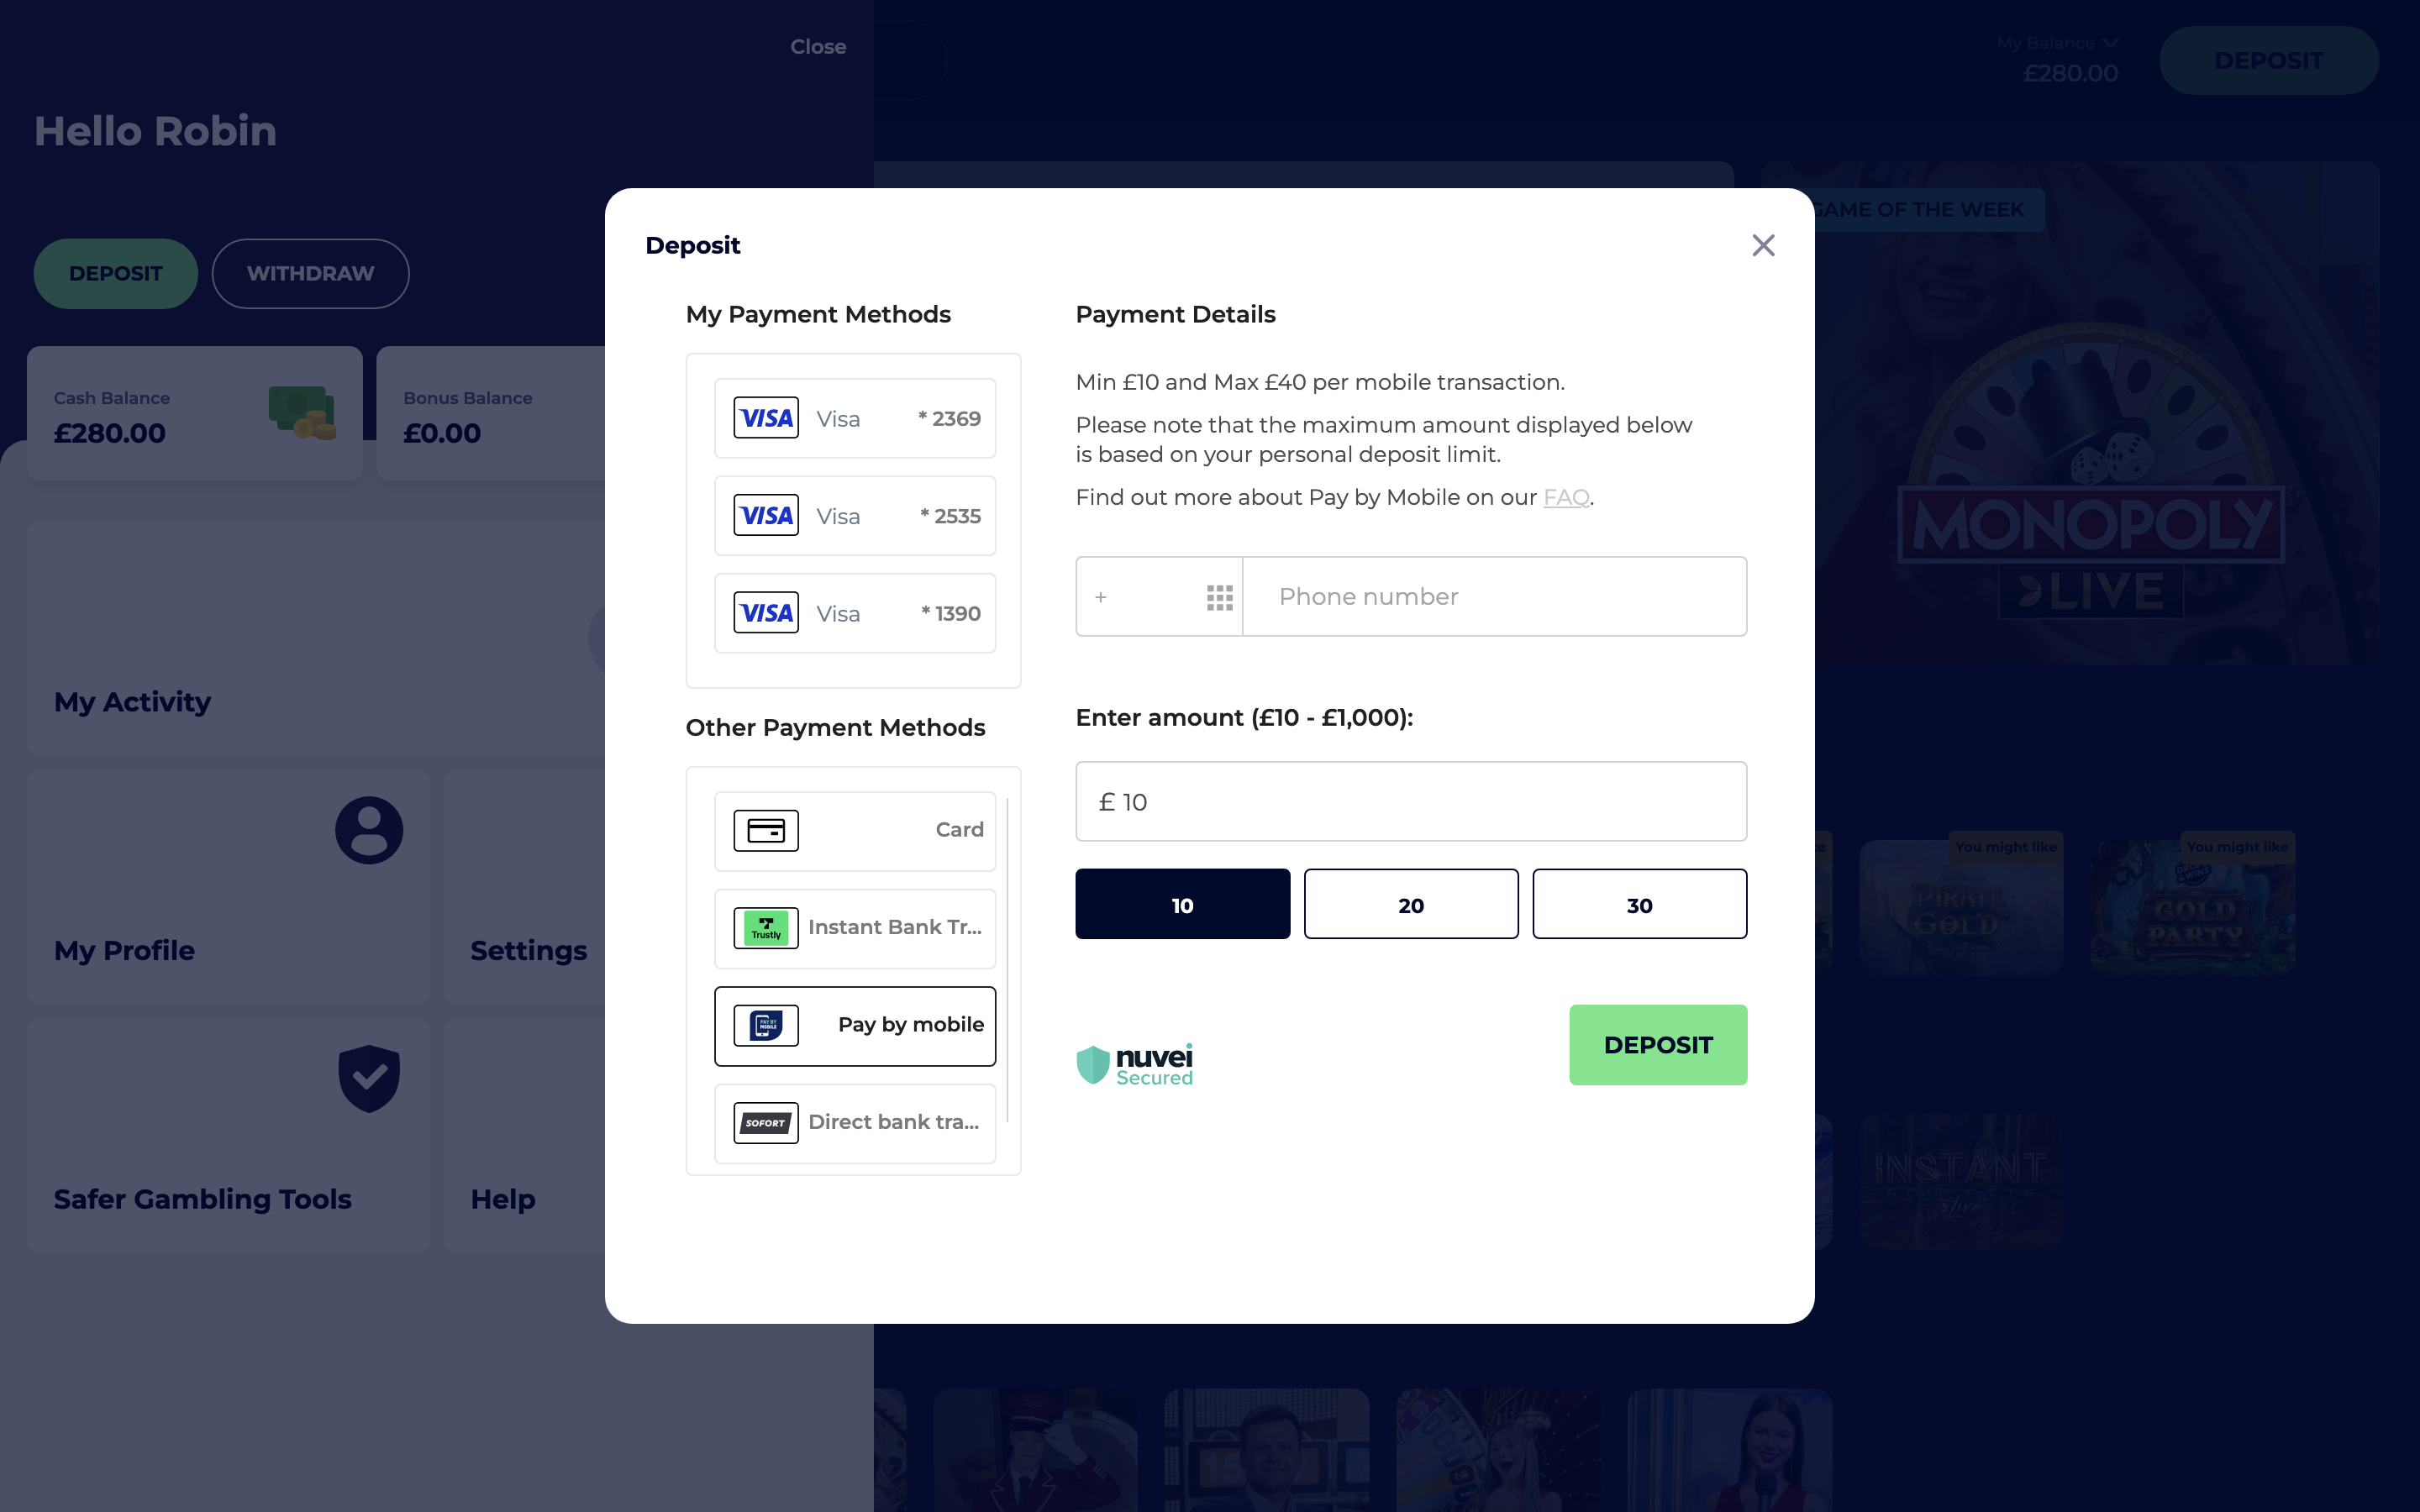 Close
My Balance
£280.00
DEPOSIT
Hello Robin
DEPOSIT
WITHDRAW
Cash Balance
£280.00
Bonus Balance
£0.00
My Activity
My Profile
Settings
Safer Gambling Tools
Help
Deposit
My Payment Methods
VISA Visa * 2369
VISA Visa * 2535
VISA Visa * 1390
Other Payment Methods
Card
Trustly Instant Bank Tr...
PAY BY MOBILE Pay by mobile
SOFORT Direct bank tra...
Payment Details
Min £10 and Max £40 per mobile transaction.
Please note that the maximum amount displayed below
is based on your personal deposit limit.
Find out more about Pay by Mobile on our FAQ.
+ Phone number
Enter amount (£10 - £1,000):
£ 10
10 20 30
nuvei
Secured
DEPOSIT
GAME OF THE WEEK
MONOPOLY
LIVE
You might like
PIRATE
GOLD
You might like
GOLD
PARTY
INSTANT
ROULETTE
live